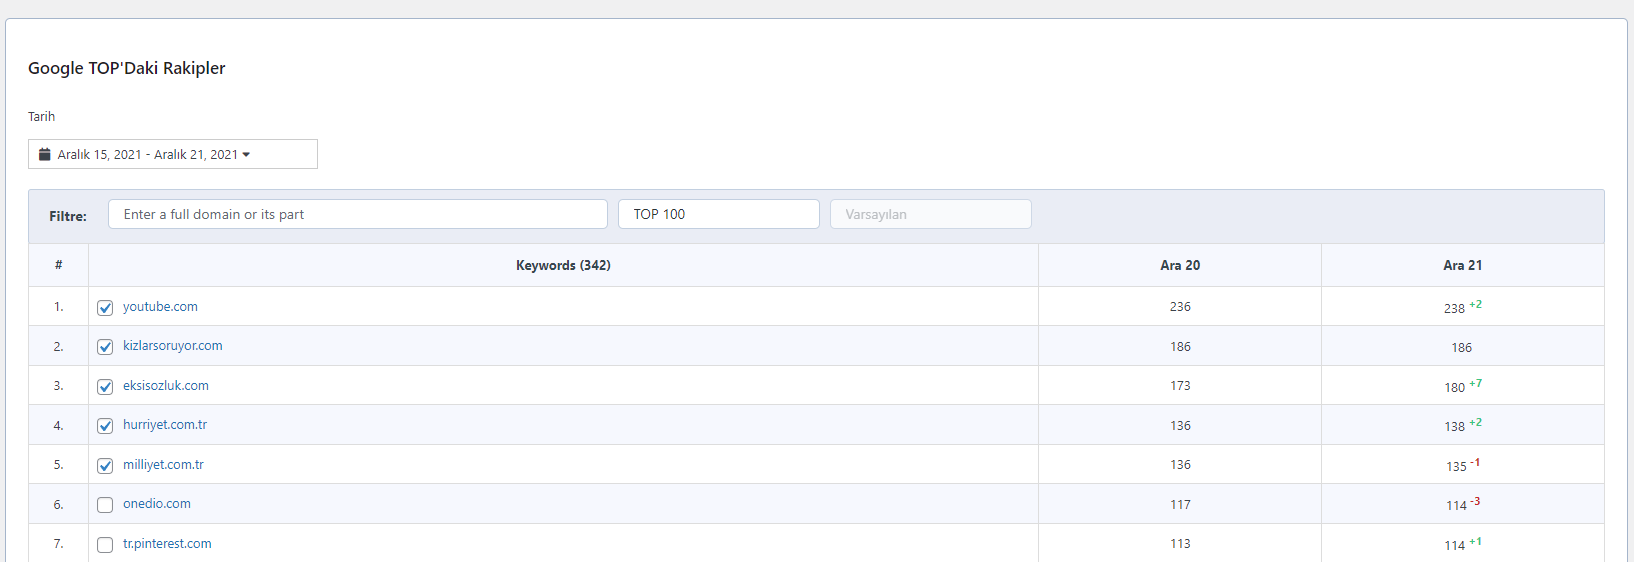 Google TOP'Daki Rakipler
Tarih
Aralık 15, 2021 - Aralık 21, 2021
Filtre: Enter a full domain or its part TOP 100 Varsayılan
# Keywords (342) Ara 20 Ara 21
1. youtube.com 236 238 +2
2. kizlarsoruyor.com 186 186
3. eksisozluk.com 173 180 +7
4. hurriyet.com.tr 136 138 +2
5. milliyet.com.tr 136 135 -1
6. onedio.com 117 114 -3
7. tr.pinterest.com 113 114 +1